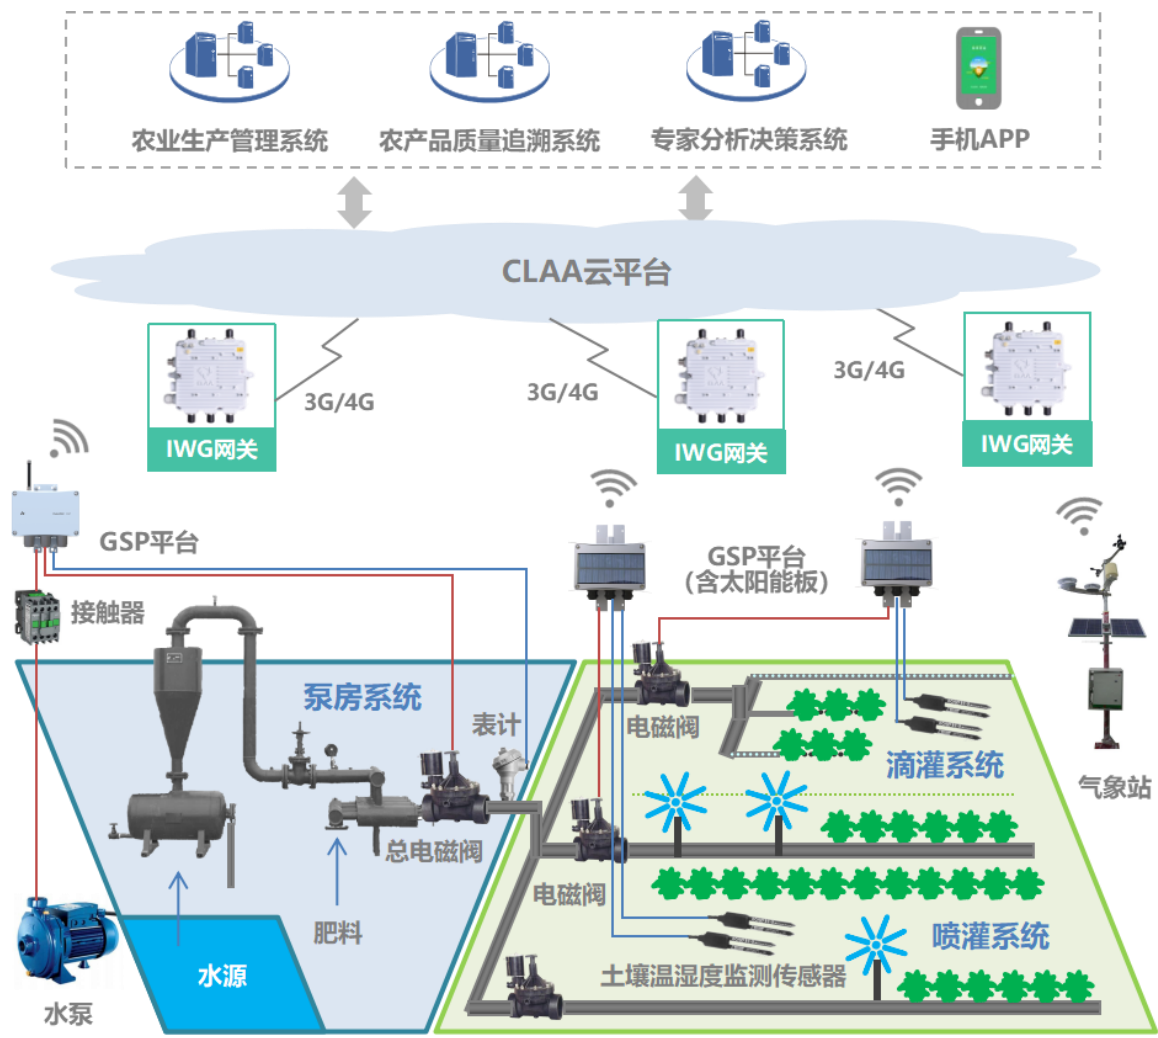 农业生产管理系统
农产品质量追溯系统
专家分析决策系统
手机APP
CLAA云平台
3G/4G
3G/4G
3G/4G
IWG网关
IWG网关
IWG网关
GSP平台
GSP平台
（含太阳能板）
接触器
泵房系统
表计
电磁阀
滴灌系统
气象站
总电磁阀
电磁阀
肥料
喷灌系统
水源
土壤温湿度监测传感器
水泵